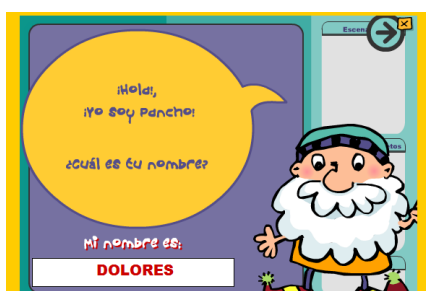 ¡Hola!,
¡Yo soy Pancho!
¿Cuál es tu nombre?
Mi nombre es:
DOLORES